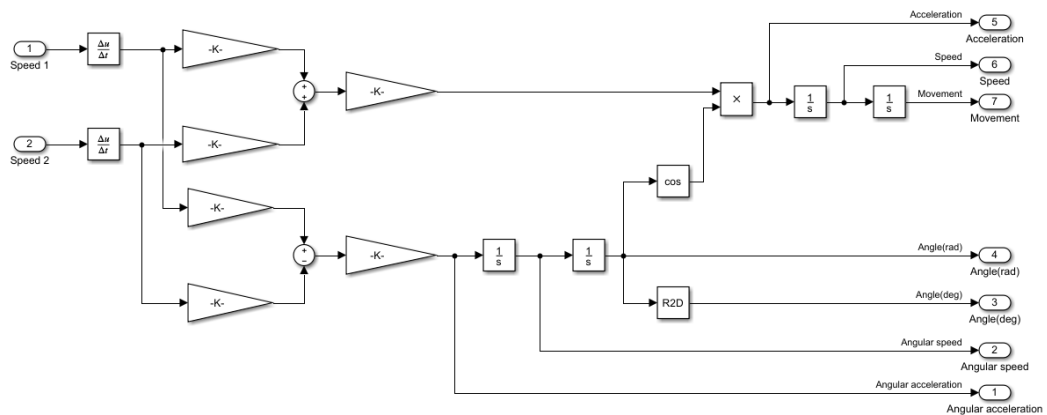 Acceleration
5
Acceleration
1
Speed 1
Δu
Δt
-K-
+
+
-K-
×
1
s
1
s
Speed
6
Speed
Movement
7
Movement
2
Speed 2
Δu
Δt
-K-
cos
-K-
+
−
-K-
1
s
1
s
Angle(rad)
4
Angle(rad)
-K-
R2D
Angle(deg)
3
Angle(deg)
Angular speed
2
Angular speed
Angular acceleration
1
Angular acceleration